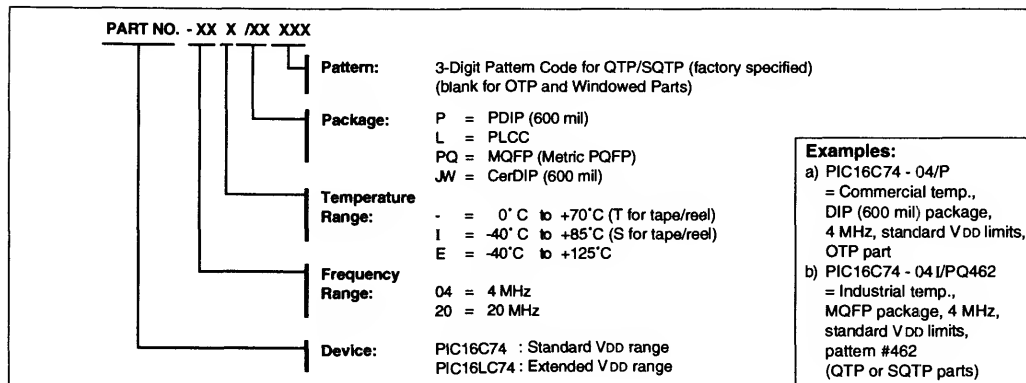 PART NO. - XX X /XX XXX
Pattern: 3-Digit Pattern Code for QTP/SQTP (factory specified)
(blank for OTP and Windowed Parts)
Package: P = PDIP (600 mil)
L = PLCC
PQ = MQFP (Metric PQFP)
JW = CerDIP (600 mil)
Temperature
Range: - = 0˚ C to +70˚C (T for tape/reel)
I = -40˚ C to +85˚C (S for tape/reel)
E = -40˚C to +125˚C
Frequency
Range: 04 = 4 MHz
20 = 20 MHz
Device: PIC16C74 : Standard VDD range
PIC16LC74 : Extended VDD range
Examples:
a) PIC16C74 - 04/P
= Commercial temp.,
DIP (600 mil) package,
4 MHz, standard VDD limits,
OTP part
b) PIC16C74 - 04I/PQ462
= Industrial temp.,
MQFP package, 4 MHz,
standard VDD limits,
pattern #462
(QTP or SQTP parts)